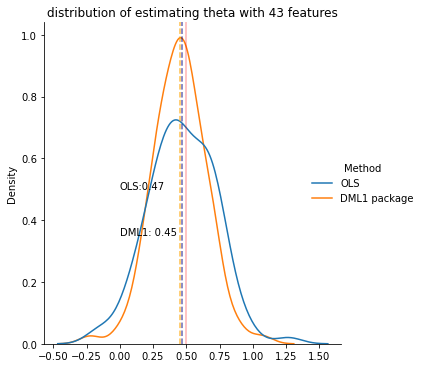 distribution of estimating theta with 43 features
1.0
0.8
0.6
0.4
0.2
0.0
Density
OLS:0.47
DML1: 0.45
Method
OLS
DML1 package
−0.50 −0.25 0.00 0.25 0.50 0.75 1.00 1.25 1.50